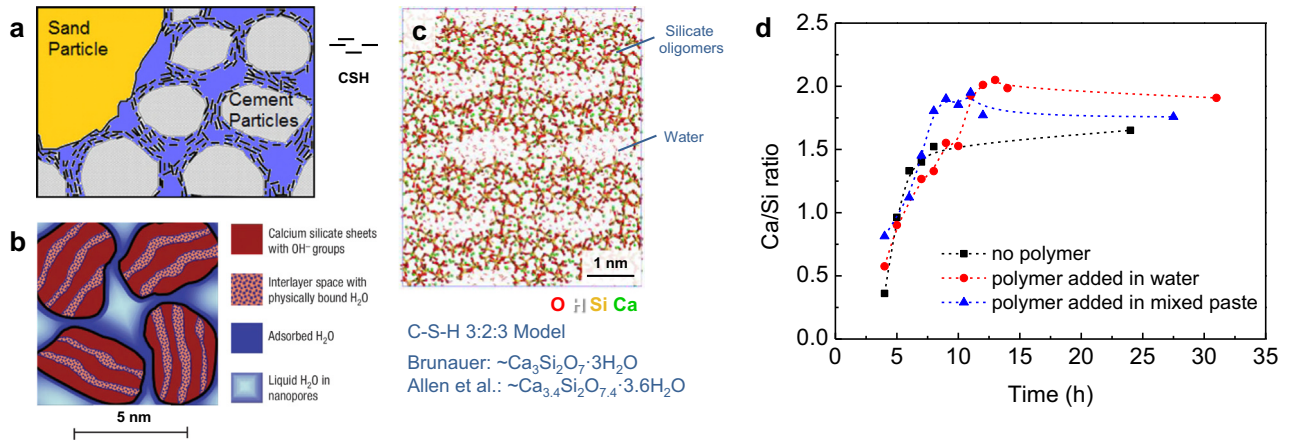 a
Sand
Particle
Cement
Particles
CSH
b
Calcium silicate sheets
with OH⁻ groups
Interlayer space with
physically bound H₂O
Adsorbed H₂O
Liquid H₂O in
nanopores
5 nm
c
Silicate
oligomers
Water
1 nm
O H Si Ca
C-S-H 3:2:3 Model
Brunauer: ~Ca₃Si₂O₇·3H₂O
Allen et al.: ~Ca₃.₄Si₂O₇.₄·3.6H₂O
d
Ca/Si ratio
2.0
1.5
1.0
0.5
0.0
no polymer
polymer added in water
polymer added in mixed paste
0 5 10 15 20 25 30 35
Time (h)